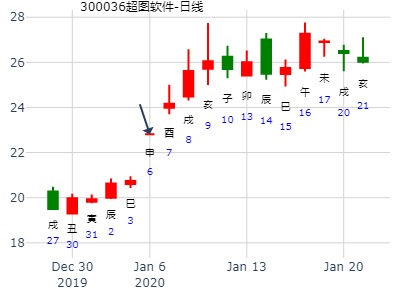 300036超图软件-日线
28
26
24
22
20
18
戌
27
丑
30
寅
31
辰
2
巳
3
申
6
酉
7
戌
8
亥
9
子
10
卯
13
辰
14
巳
15
午
16
未
17
戌
20
亥
21
Dec 30
2019
Jan 6
2020
Jan 13
Jan 20